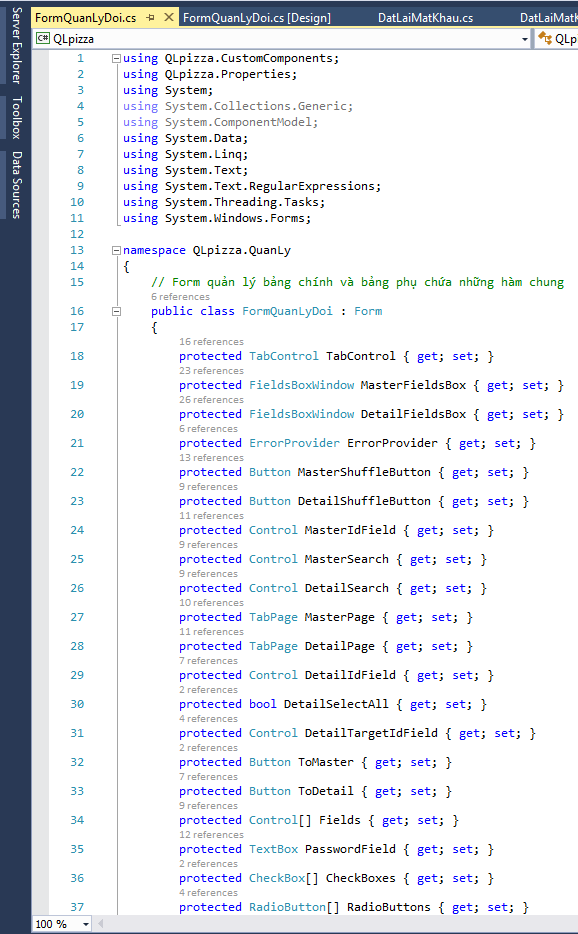 Server Explorer
Toolbox
Data Sources
FormQuanLyDoi.cs
FormQuanLyDoi.cs [Design]
DatLaiMatKhau.cs
DatLaiMatK
C# QLpizza
QLp
1 using QLpizza.CustomComponents;
2 using QLpizza.Properties;
3 using System;
4 using System.Collections.Generic;
5 using System.ComponentModel;
6 using System.Data;
7 using System.Linq;
8 using System.Text;
9 using System.Text.RegularExpressions;
10 using System.Threading.Tasks;
11 using System.Windows.Forms;
12
13 namespace QLpizza.QuanLy
14 {
15 // Form quản lý bảng chính và bảng phụ chứa những hàm chung
6 references
16 public class FormQuanLyDoi : Form
17 {
16 references
18 protected TabControl TabControl { get; set; }
23 references
19 protected FieldsBoxWindow MasterFieldsBox { get; set; }
26 references
20 protected FieldsBoxWindow DetailFieldsBox { get; set; }
6 references
21 protected ErrorProvider ErrorProvider { get; set; }
13 references
22 protected Button MasterShuffleButton { get; set; }
9 references
23 protected Button DetailShuffleButton { get; set; }
11 references
24 protected Control MasterIdField { get; set; }
9 references
25 protected Control MasterSearch { get; set; }
9 references
26 protected Control DetailSearch { get; set; }
10 references
27 protected TabPage MasterPage { get; set; }
11 references
28 protected TabPage DetailPage { get; set; }
7 references
29 protected Control DetailIdField { get; set; }
2 references
30 protected bool DetailSelectAll { get; set; }
4 references
31 protected Control DetailTargetIdField { get; set; }
2 references
32 protected Button ToMaster { get; set; }
7 references
33 protected Button ToDetail { get; set; }
9 references
34 protected Control[] Fields { get; set; }
12 references
35 protected TextBox PasswordField { get; set; }
2 references
36 protected CheckBox[] CheckBoxes { get; set; }
4 references
37 protected RadioButton[] RadioButtons { get; set; }
100 %